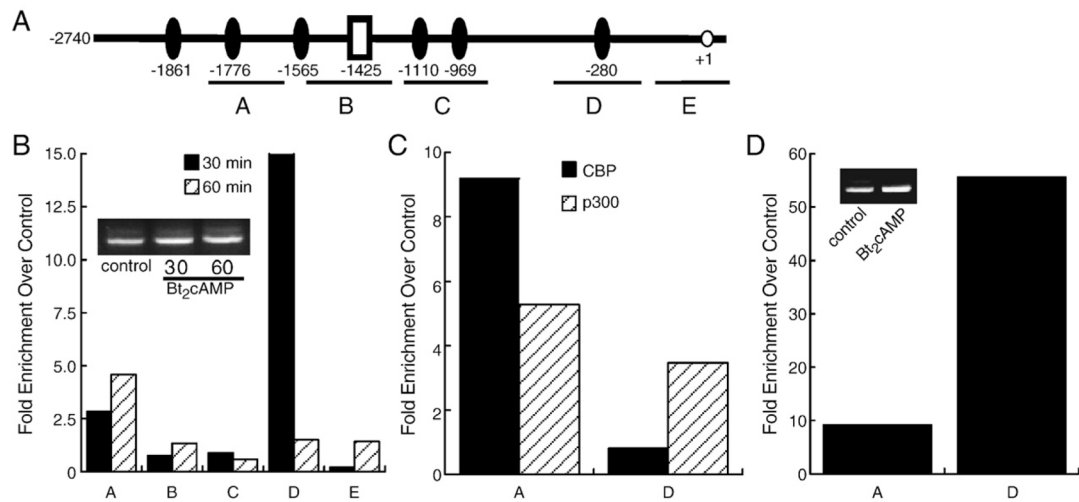 A
-2740
-1861 -1776 -1565 -1425 -1110 -969 -280 +1
A B C D E
B
Fold Enrichment Over Control
15.0
12.5
10.0
7.5
5.0
2.5
0
30 min
60 min
control 30 60
Bt2cAMP
A B C D E
C
Fold Enrichment Over Control
10
8
6
4
2
0
CBP
p300
A D
D
Fold Enrichment Over Control
60
50
40
30
20
10
0
control
Bt2cAMP
A D